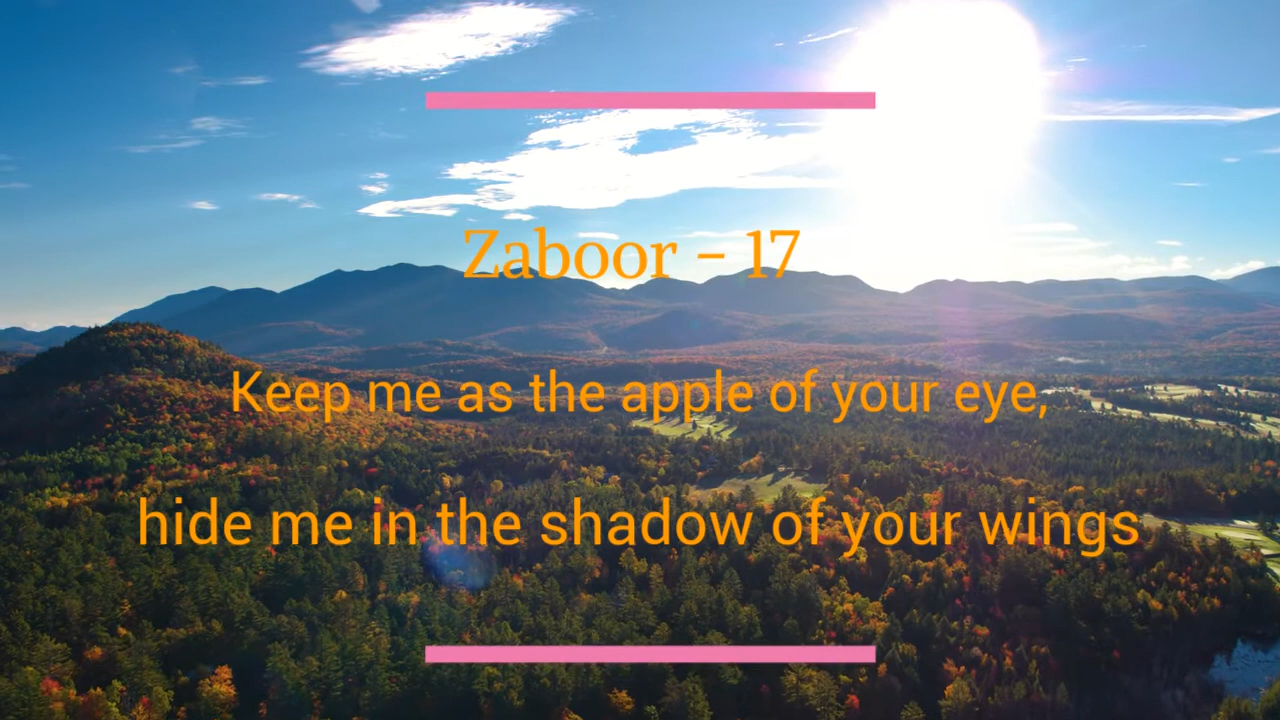 Zaboor – 17
Keep me as the apple of your eye,
hide me in the shadow of your wings